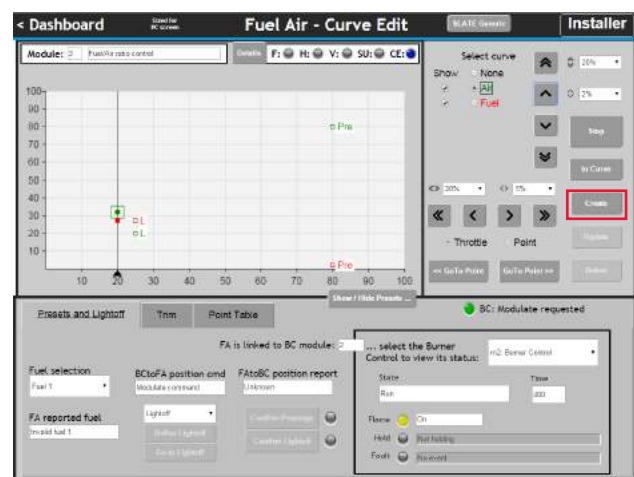 < Dashboard
Sized for
PC screen
Fuel Air - Curve Edit
SLATE Generic
Installer
Module: 3 Fuel/Air ratio control
Details
F: H: V: SU: CE:
Select curve
Show None
Air
Fuel
20%
2%
Stop
to Curve
20% 5%
Create
Throttle Point
<< GoTo Point
GoTo Point >>
Delete
100
90
80
70
60
50
40
30
20
10
Pre
L
L
Pre
10 20 30 40 50 60 70 80 90 100
Show / Hide Presets ...
BC: Modulate requested
Presets and Lightoff
Trim
Point Table
FA is linked to BC module: 2
... select the Burner
Control to view its status:
m2: Burner Control
Fuel selection
Fuel 1
BCtoFA position cmd
Modulate command
FAtoBC position report
Unknown
State
Run
Time
FA reported fuel
Invalid fuel 1
Lightoff
Confirm Lightoff
Flame On
Hold Not holding
Fault No event